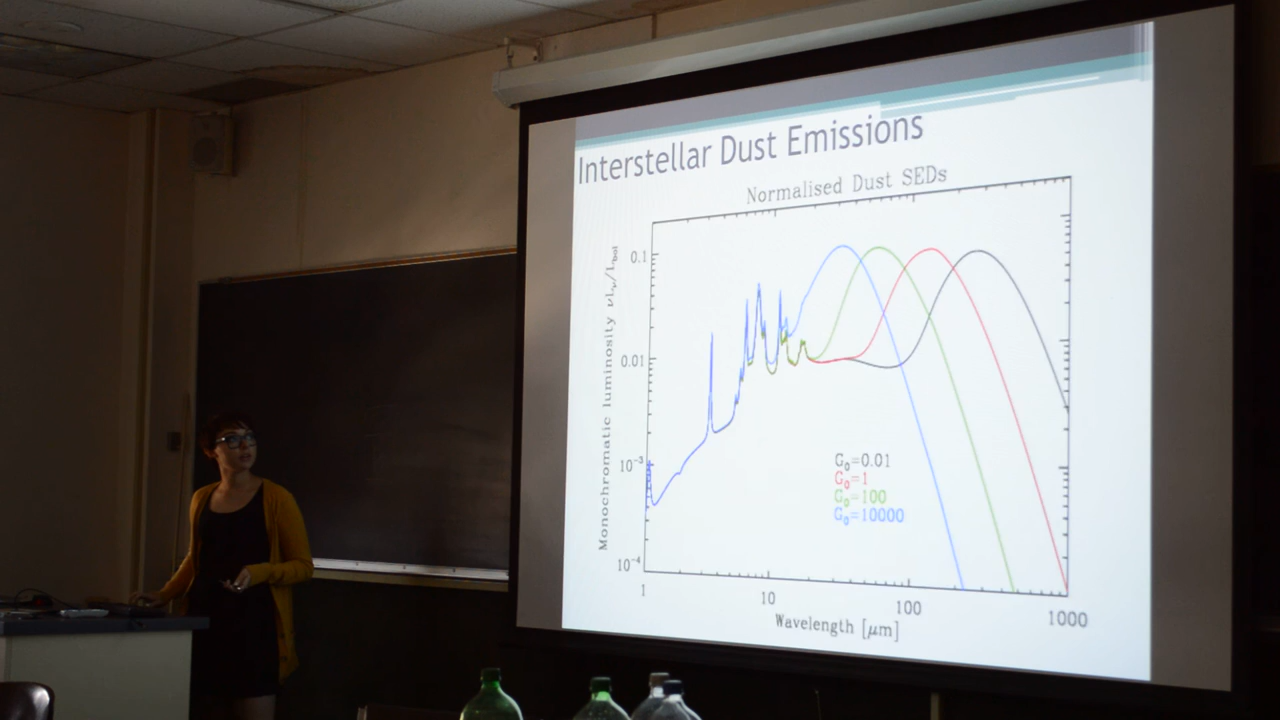 Interstellar Dust Emissions
Normalised Dust SEDs
Monochromatic luminosity νLν/Lbol
0.1
0.01
10⁻³
10⁻⁴
G₀=0.01
G₀=1
G₀=100
G₀=10000
1
10
100
1000
Wavelength [μm]